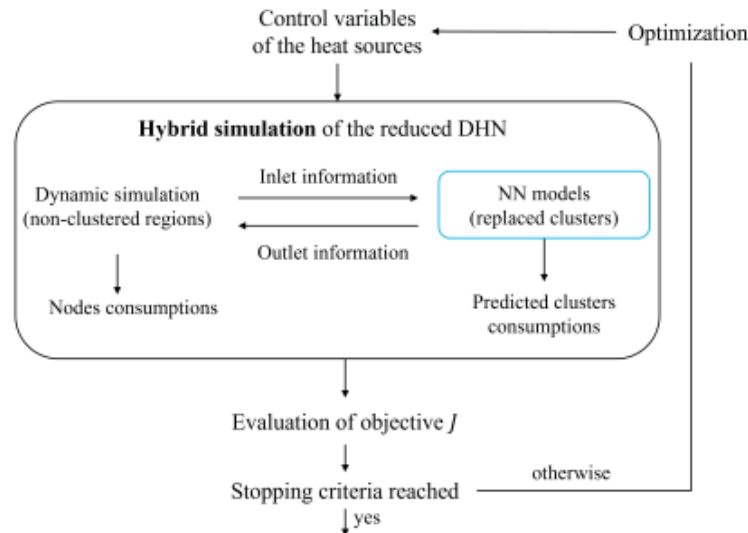 Control variables
of the heat sources
Optimization
Hybrid simulation of the reduced DHN
Inlet information
Dynamic simulation
(non-clustered regions)
NN models
(replaced clusters)
Outlet information
Nodes consumptions
Predicted clusters
consumptions
Evaluation of objective J
Stopping criteria reached
otherwise
yes